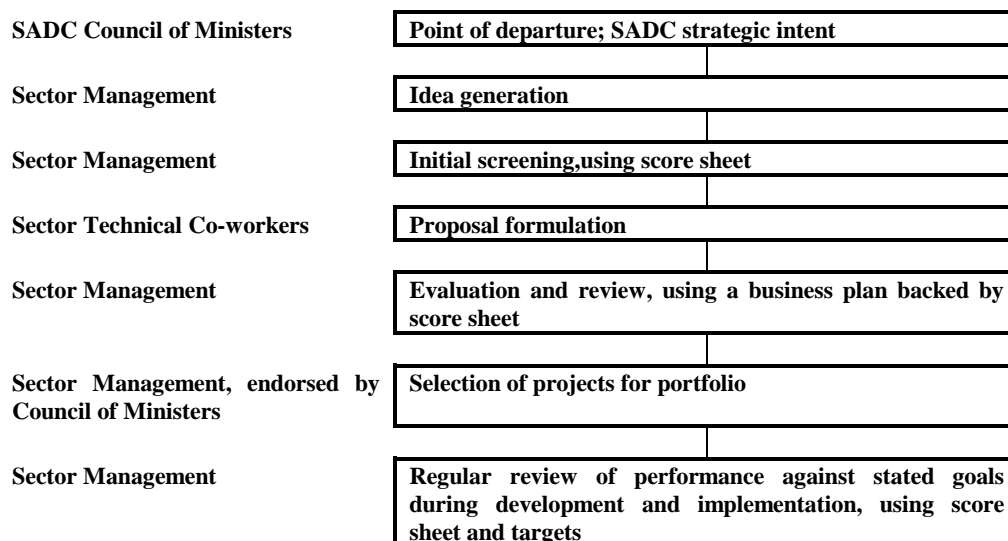 SADC Council of Ministers
Point of departure; SADC strategic intent
Sector Management
Idea generation
Sector Management
Initial screening,using score sheet
Sector Technical Co-workers
Proposal formulation
Sector Management
Evaluation and review, using a business plan backed by
score sheet
Sector Management, endorsed by
Council of Ministers
Selection of projects for portfolio
Sector Management
Regular review of performance against stated goals
during development and implementation, using score
sheet and targets